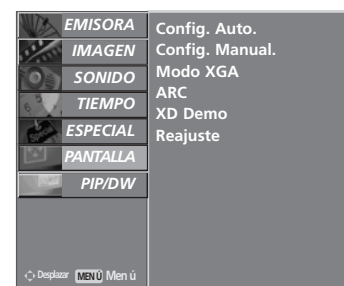 EMISORA
IMAGEN
SONIDO
TIEMPO
ESPECIAL
PANTALLA
PIP/DW
Config. Auto.
Config. Manual.
Modo XGA
ARC
XD Demo
Reajuste
Desplazar MENÚ Men ú